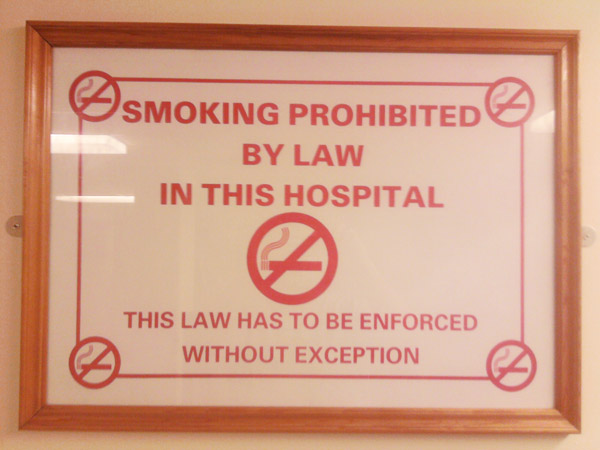 SMOKING PROHIBITED
BY LAW
IN THIS HOSPITAL
THIS LAW HAS TO BE ENFORCED
WITHOUT EXCEPTION